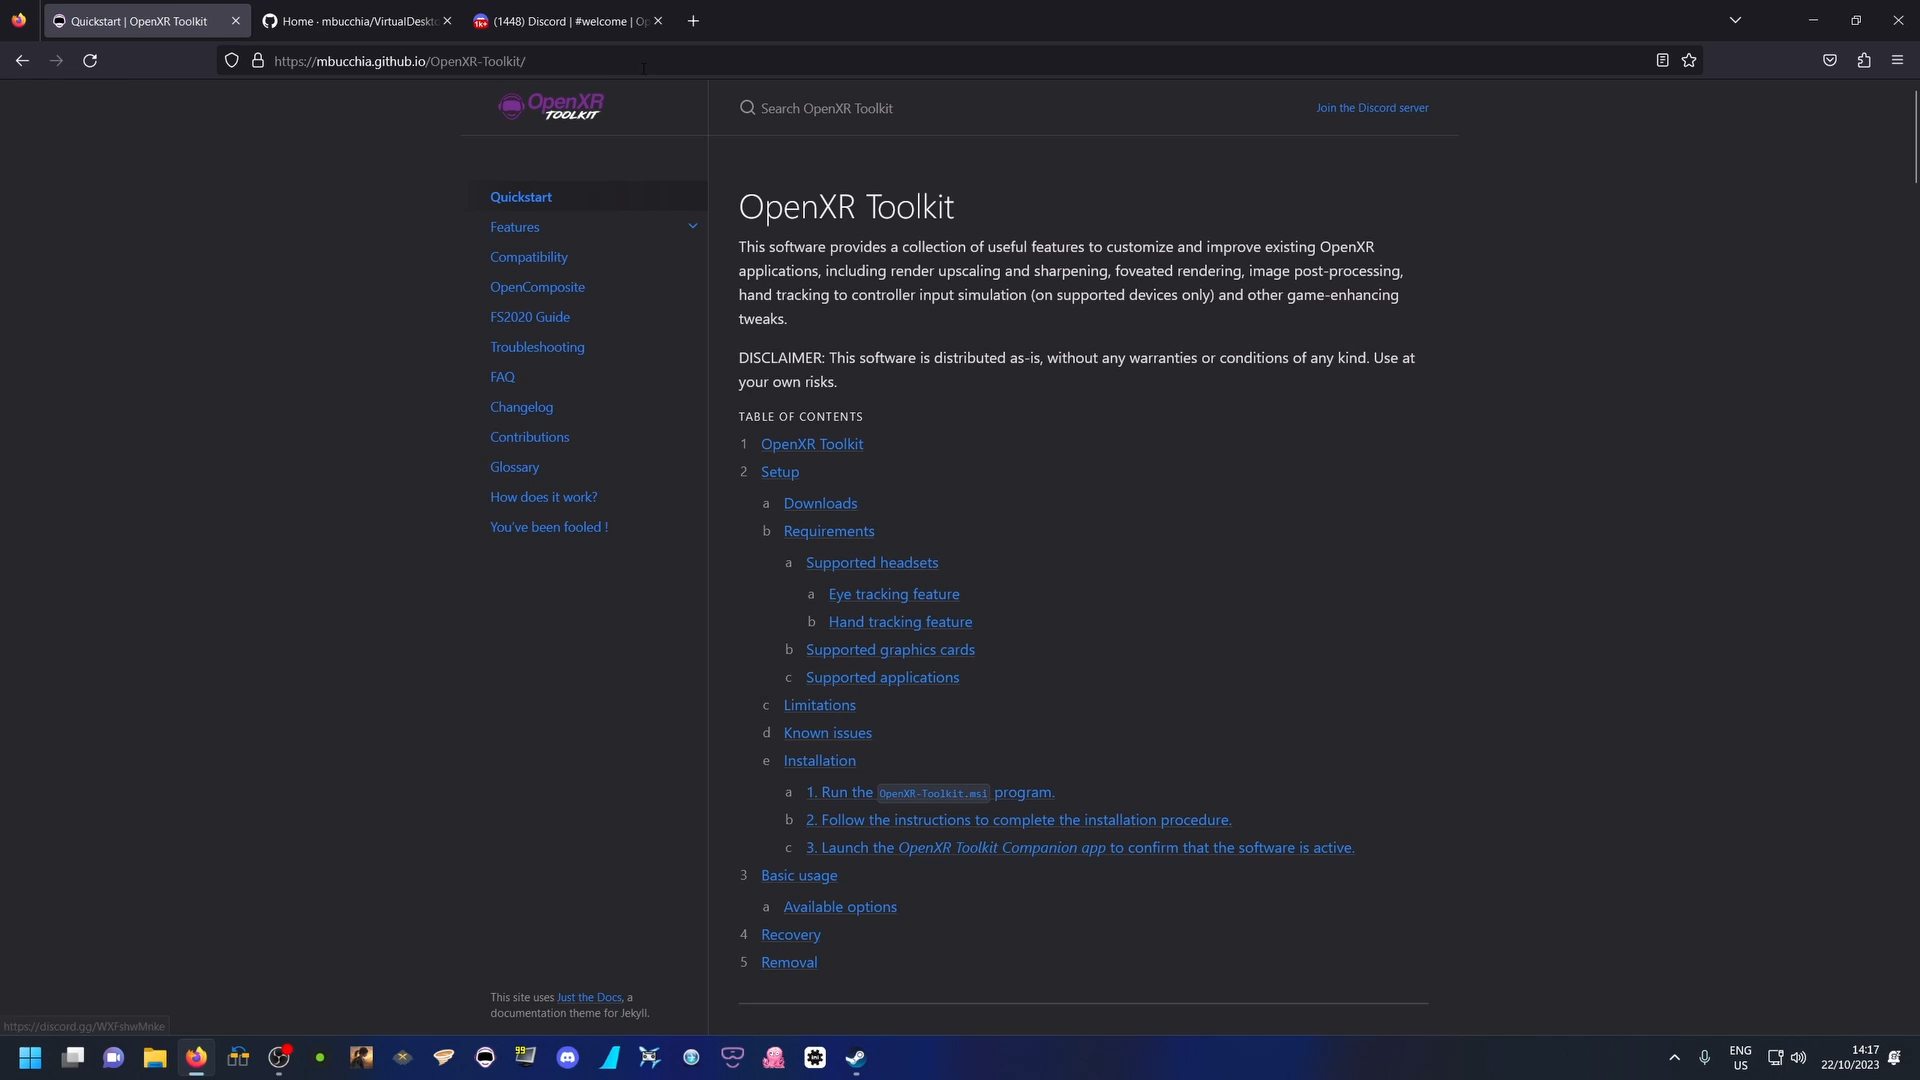 Quickstart | OpenXR Toolkit
Home · mbucchia/VirtualDeskto
(1448) Discord | #welcome | Op
https://mbucchia.github.io/OpenXR-Toolkit/
OpenXR
TOOLKIT
Search OpenXR Toolkit
Join the Discord server
Quickstart
Features
Compatibility
OpenComposite
FS2020 Guide
Troubleshooting
FAQ
Changelog
Contributions
Glossary
How does it work?
You've been fooled !
OpenXR Toolkit
This software provides a collection of useful features to customize and improve existing OpenXR
applications, including render upscaling and sharpening, foveated rendering, image post-processing,
hand tracking to controller input simulation (on supported devices only) and other game-enhancing
tweaks.
DISCLAIMER: This software is distributed as-is, without any warranties or conditions of any kind. Use at
your own risks.
TABLE OF CONTENTS
1 OpenXR Toolkit
2 Setup
a Downloads
b Requirements
a Supported headsets
a Eye tracking feature
b Hand tracking feature
b Supported graphics cards
c Supported applications
c Limitations
d Known issues
e Installation
a 1. Run the OpenXR-Toolkit.msi program.
b 2. Follow the instructions to complete the installation procedure.
c 3. Launch the OpenXR Toolkit Companion app to confirm that the software is active.
3 Basic usage
a Available options
4 Recovery
5 Removal
This site uses Just the Docs, a
documentation theme for Jekyll.
https://discord.gg/WXFshwMnke
ENG
US
14:17
22/10/2023